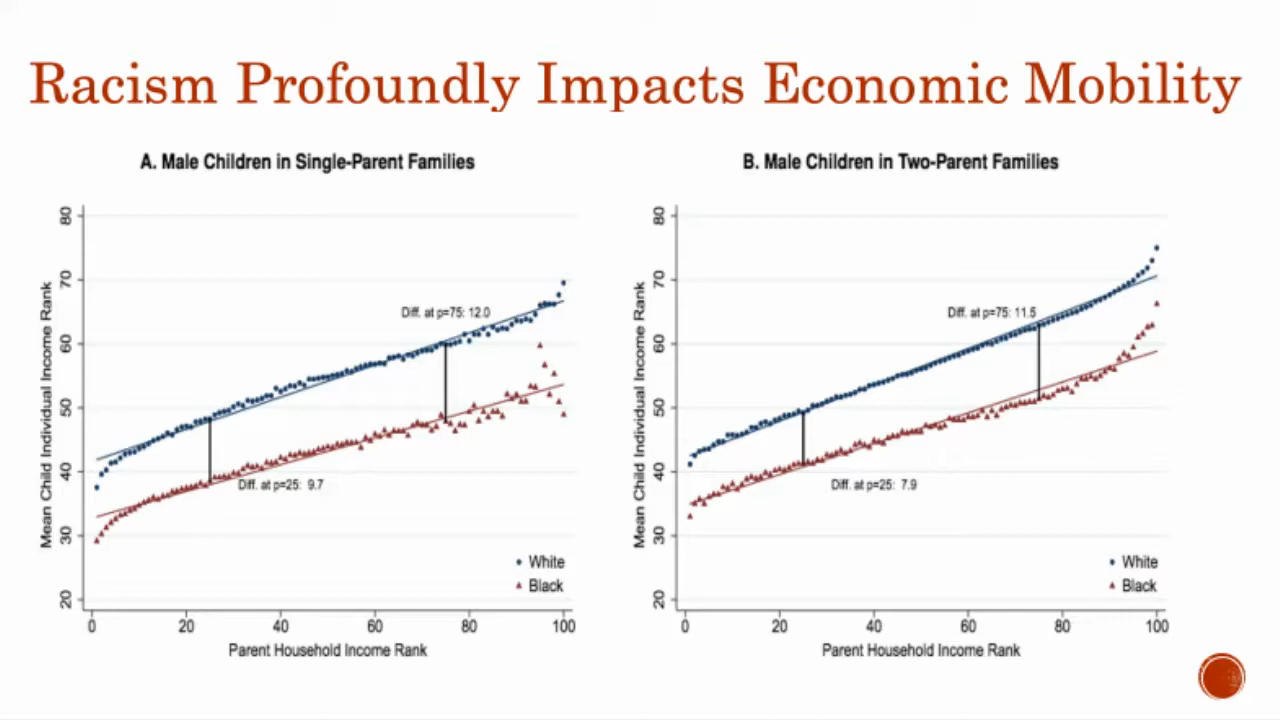 Racism Profoundly Impacts Economic Mobility
A. Male Children in Single-Parent Families
Mean Child Individual Income Rank
80
70
60
50
40
30
20
Diff. at p=75: 12.0
Diff. at p=25: 9.7
White
Black
0 20 40 60 80 100
Parent Household Income Rank
B. Male Children in Two-Parent Families
Mean Child Individual Income Rank
80
70
60
50
40
30
20
Diff. at p=75: 11.5
Diff. at p=25: 7.9
White
Black
0 20 40 60 80 100
Parent Household Income Rank